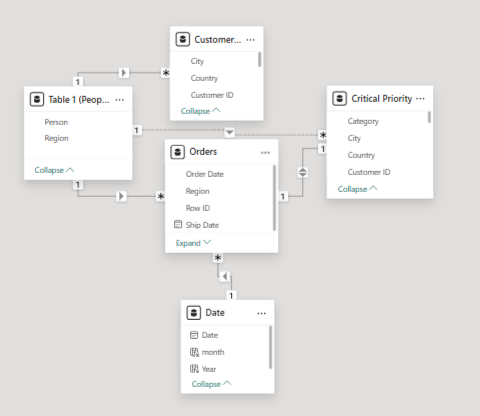 Customer... ...
City
Country
Customer ID
Collapse
1
*
Table 1 (Peop... ...
Person
Region
Collapse
1
*
1
*
Critical Priority ...
Category
City
Country
Customer ID
Collapse
1
1
Orders ...
Order Date
Region
Row ID
Ship Date
Expand
*
1
Date ...
Date
month
Year
Collapse